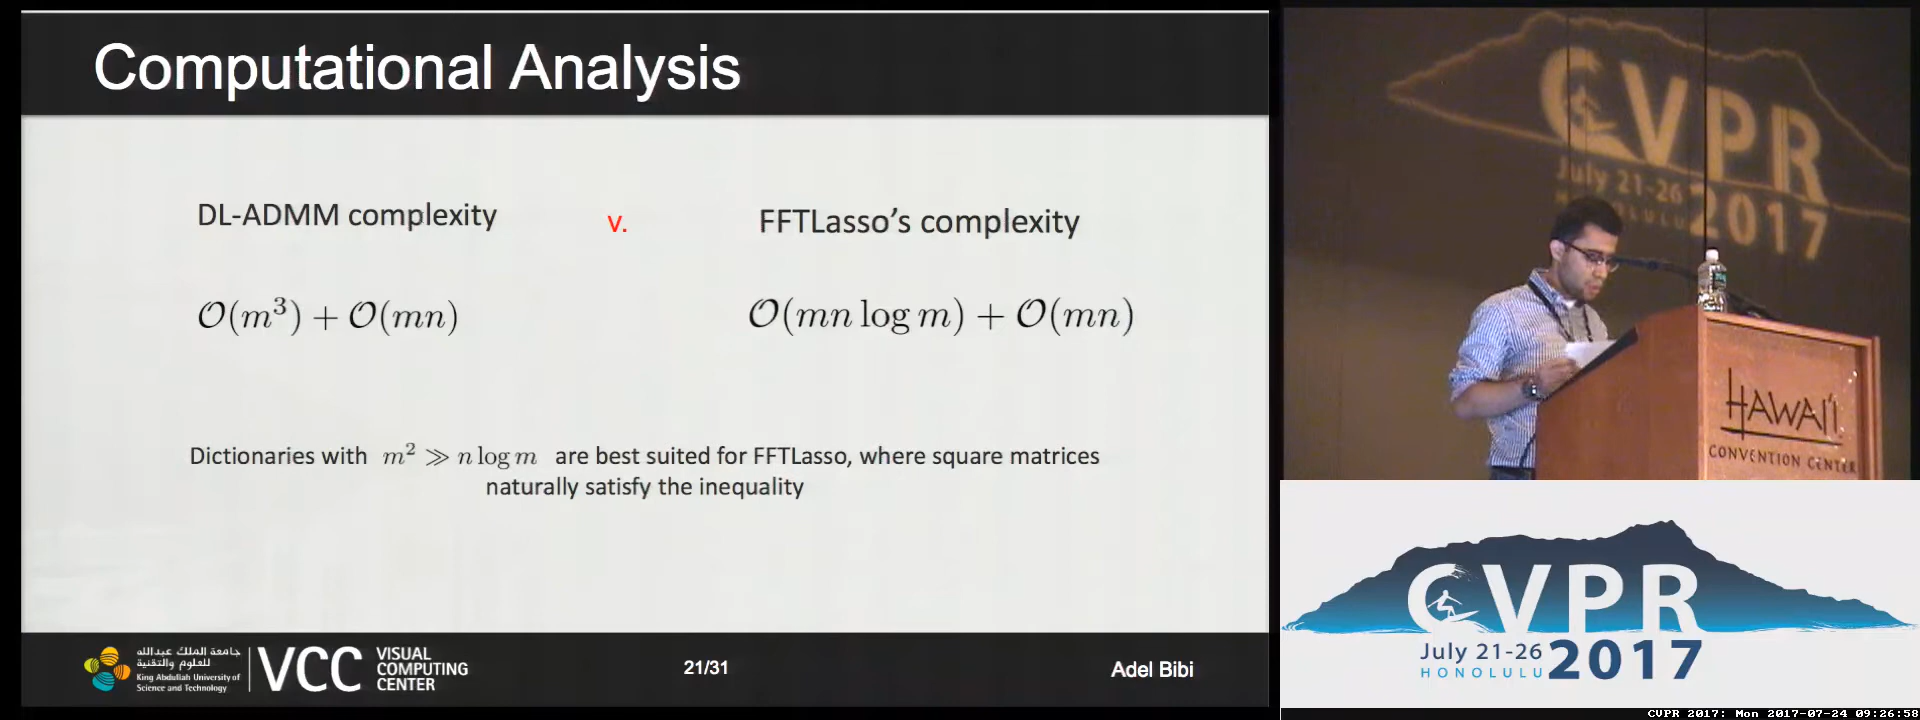 Computational Analysis
DL-ADMM complexity
v.
FFTLasso's complexity
𝒪(m³) + 𝒪(mn)
𝒪(mn log m) + 𝒪(mn)
Dictionaries with m² ≫ n log m are best suited for FFTLasso, where square matrices
naturally satisfy the inequality
جامعة الملك عبدالله
للعلوم والتقنية
King Abdullah University of
Science and Technology
VCC
VISUAL
COMPUTING
CENTER
21/31
Adel Bibi
CVPR
July 21-26
HONOLULU
2017
HAWAI'I
CONVENTION CENTER
CVPR
July 21-26
HONOLULU
2017
CVPR 2017: Mon 2017-07-24 09:26:58